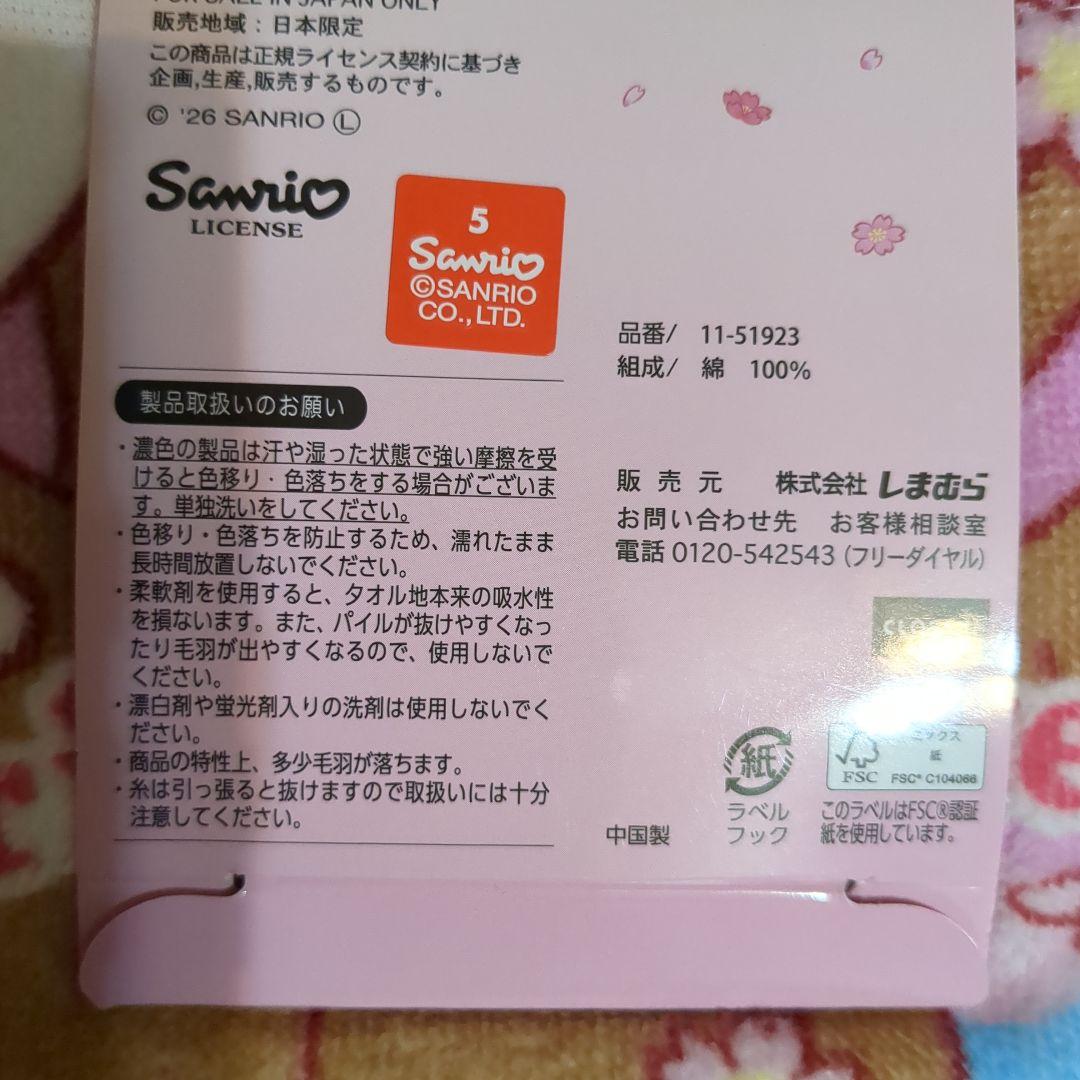 FOR SALE IN JAPAN ONLY
販売地域：日本限定
この商品は正規ライセンス契約に基づき
企画,生産,販売するものです。
© '26 SANRIO Ⓛ
Sanrio
LICENSE
5
Sanrio
©SANRIO
CO.,LTD.
品番/ 11-51923
組成/ 綿 100%
製品取扱いのお願い
・濃色の製品は汗や湿った状態で強い摩擦を受
けると色移り・色落ちをする場合がございま
す。単独洗いをしてください。
・色移り・色落ちを防止するため、濡れたまま
長時間放置しないでください。
・柔軟剤を使用すると、タオル地本来の吸水性
を損ないます。また、パイルが抜けやすくなっ
たり毛羽が出やすくなるので、使用しないで
ください。
・漂白剤や蛍光剤入りの洗剤は使用しないでく
ださい。
・商品の特性上、多少毛羽が落ちます。
・糸は引っ張ると抜けますので取扱いには十分
注意してください。
販売元 株式会社 しまむら
お問い合わせ先 お客様相談室
電話 0120-542543 (フリーダイヤル)
中国製
紙
ラベル
フック
ミックス
紙
FSC
FSC® C104066
このラベルはFSC®認証
紙を使用しています。